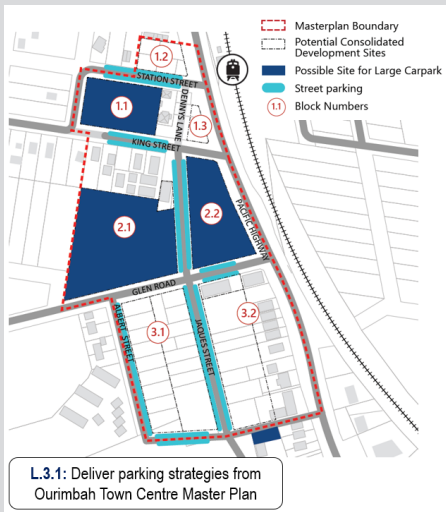 Masterplan Boundary
Potential Consolidated
Development Sites
Possible Site for Large Carpark
Street parking
1.1 Block Numbers
1.2
STATION STREET
DENNYS LANE
1.1
1.3
KING STREET
2.1
2.2
PACIFIC HIGHWAY
GLEN ROAD
ALBERT STREET
3.1
JAQUES STREET
3.2
L.3.1: Deliver parking strategies from
Ourimbah Town Centre Master Plan